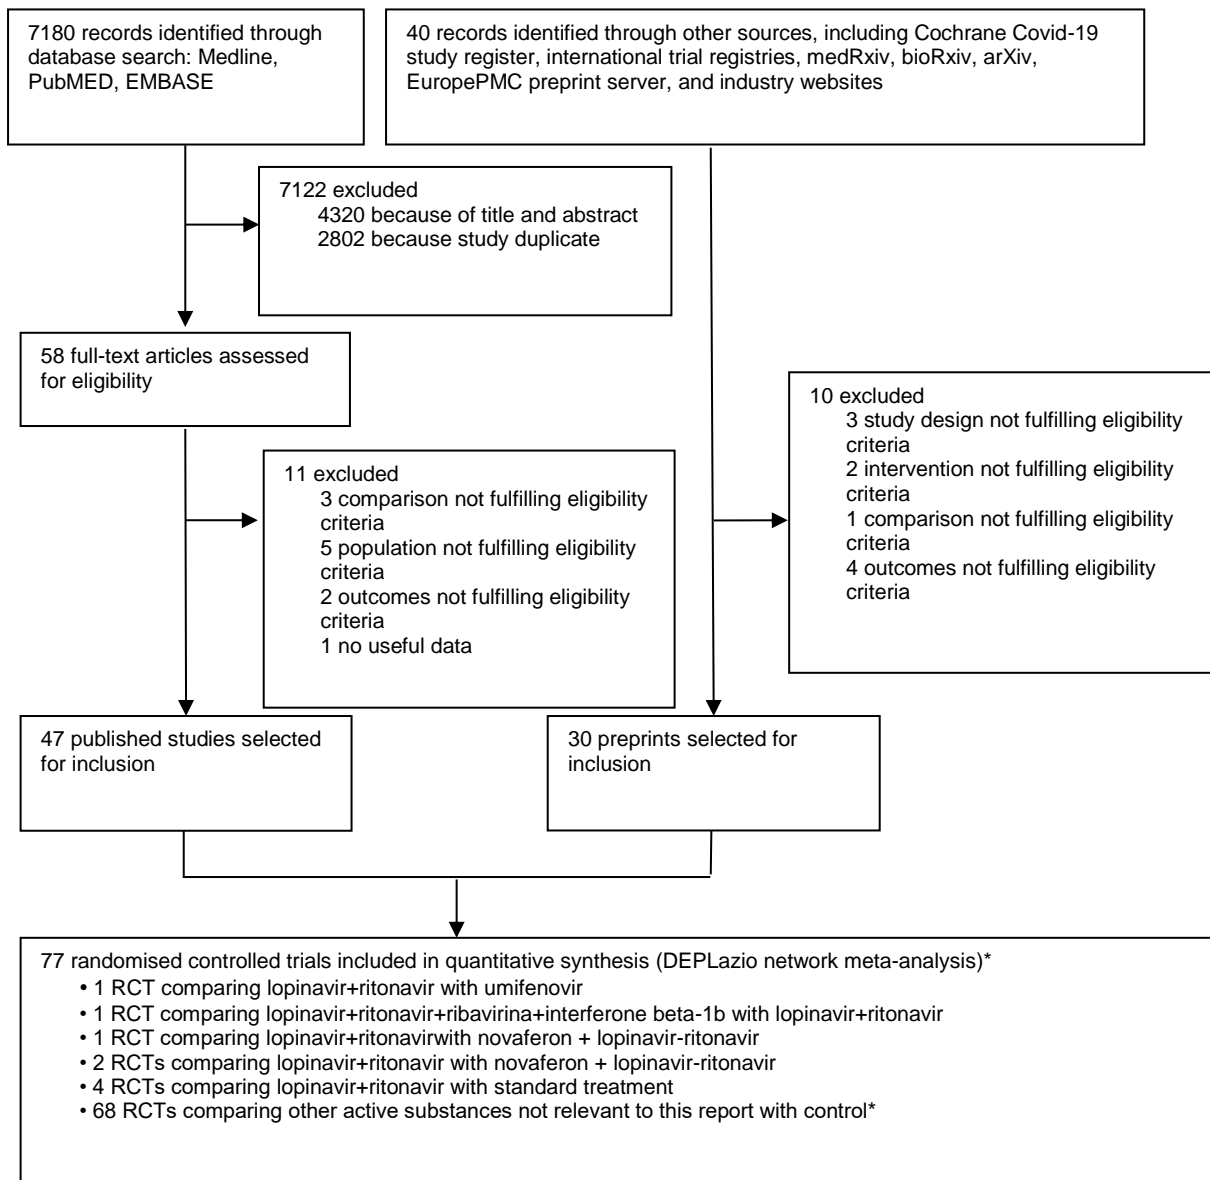 7180 records identified through
database search: Medline,
PubMED, EMBASE
40 records identified through other sources, including Cochrane Covid-19
study register, international trial registries, medRxiv, bioRxiv, arXiv,
EuropePMC preprint server, and industry websites
7122 excluded
4320 because of title and abstract
2802 because study duplicate
58 full-text articles assessed
for eligibility
10 excluded
3 study design not fulfilling eligibility
criteria
2 intervention not fulfilling eligibility
criteria
1 comparison not fulfilling eligibility
criteria
4 outcomes not fulfilling eligibility
criteria
11 excluded
3 comparison not fulfilling eligibility
criteria
5 population not fulfilling eligibility
criteria
2 outcomes not fulfilling eligibility
criteria
1 no useful data
47 published studies selected
for inclusion
30 preprints selected for
inclusion
77 randomised controlled trials included in quantitative synthesis (DEPLazio network meta-analysis)*
• 1 RCT comparing lopinavir+ritonavir with umifenovir
• 1 RCT comparing lopinavir+ritonavir+ribavirina+interferone beta-1b with lopinavir+ritonavir
• 1 RCT comparing lopinavir+ritonavirwith novaferon + lopinavir-ritonavir
• 2 RCTs comparing lopinavir+ritonavir with novaferon + lopinavir-ritonavir
• 4 RCTs comparing lopinavir+ritonavir with standard treatment
• 68 RCTs comparing other active substances not relevant to this report with control*